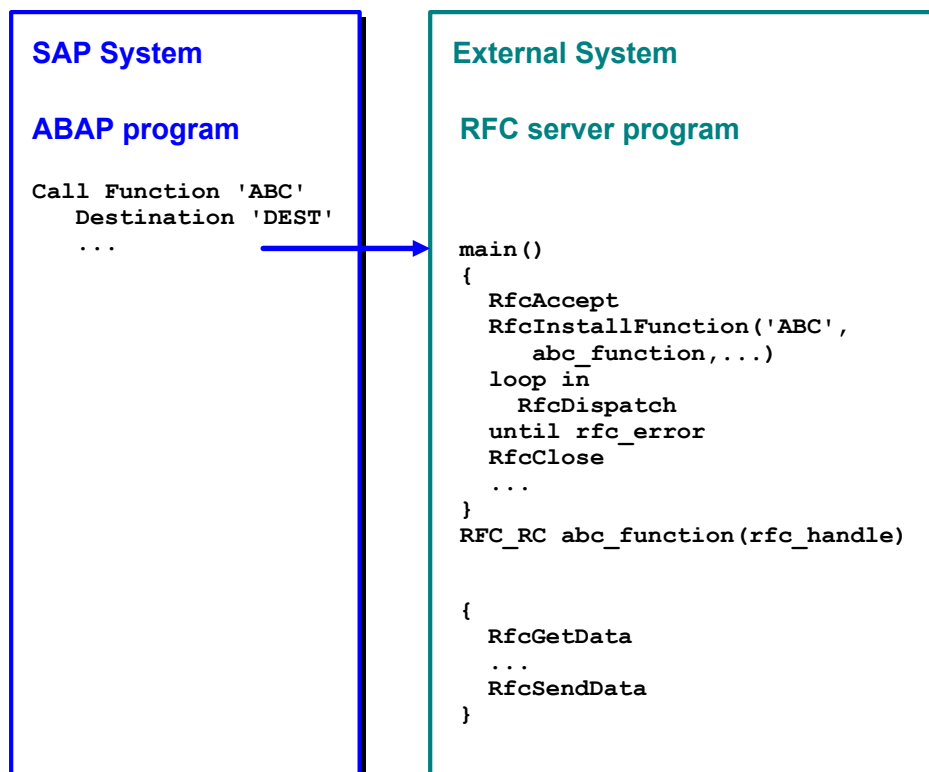 SAP System
ABAP program
Call Function 'ABC'
   Destination 'DEST'
   ...
External System
RFC server program
main()
{
  RfcAccept
  RfcInstallFunction('ABC',
     abc_function,...)
  loop in
    RfcDispatch
  until rfc_error
  RfcClose
  ...
}
RFC_RC abc_function(rfc_handle)
{
  RfcGetData
  ...
  RfcSendData
}